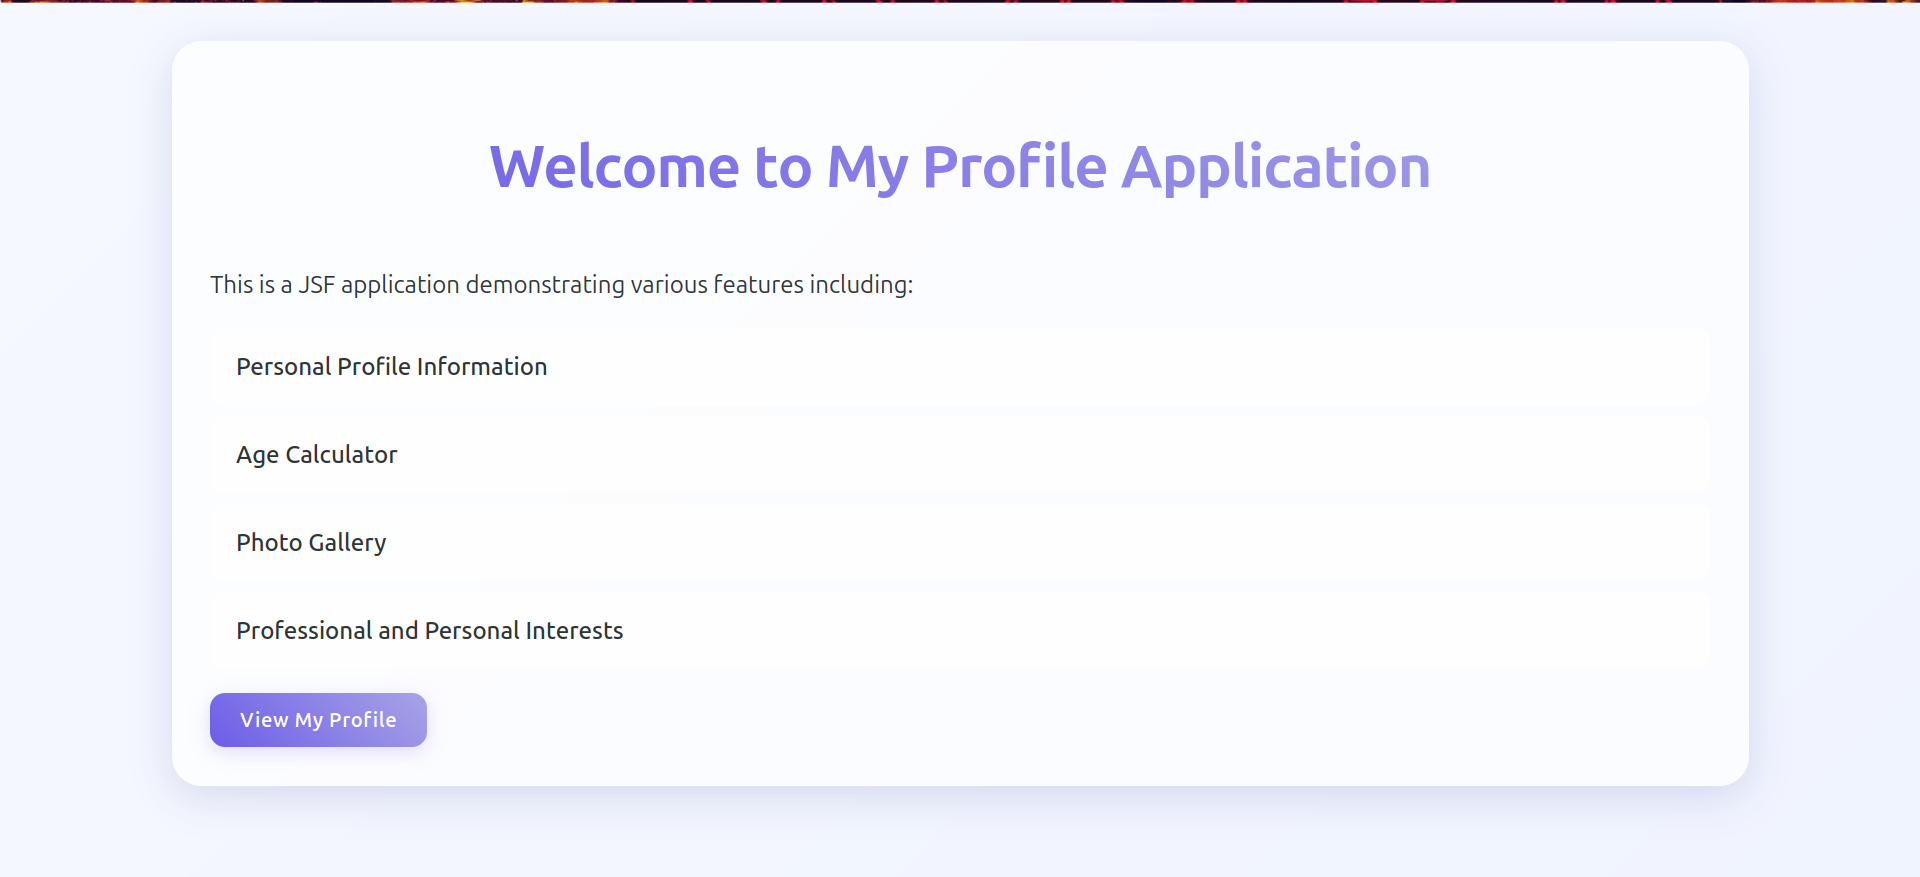 Welcome to My Profile Application
This is a JSF application demonstrating various features including:
Personal Profile Information
Age Calculator
Photo Gallery
Professional and Personal Interests
View My Profile